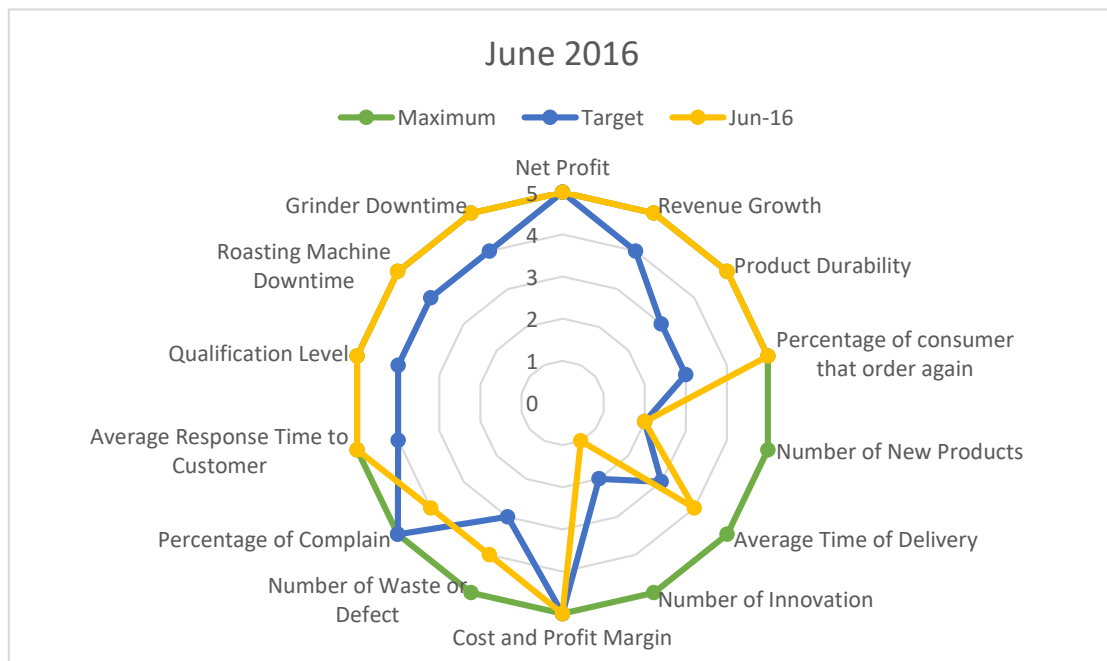 June 2016
Maximum
Target
Jun-16
Net Profit
Revenue Growth
Product Durability
Percentage of consumer
that order again
Number of New Products
Average Time of Delivery
Number of Innovation
Cost and Profit Margin
Number of Waste or
Defect
Percentage of Complain
Average Response Time to
Customer
Qualification Level
Roasting Machine
Downtime
Grinder Downtime
5
4
3
2
1
0